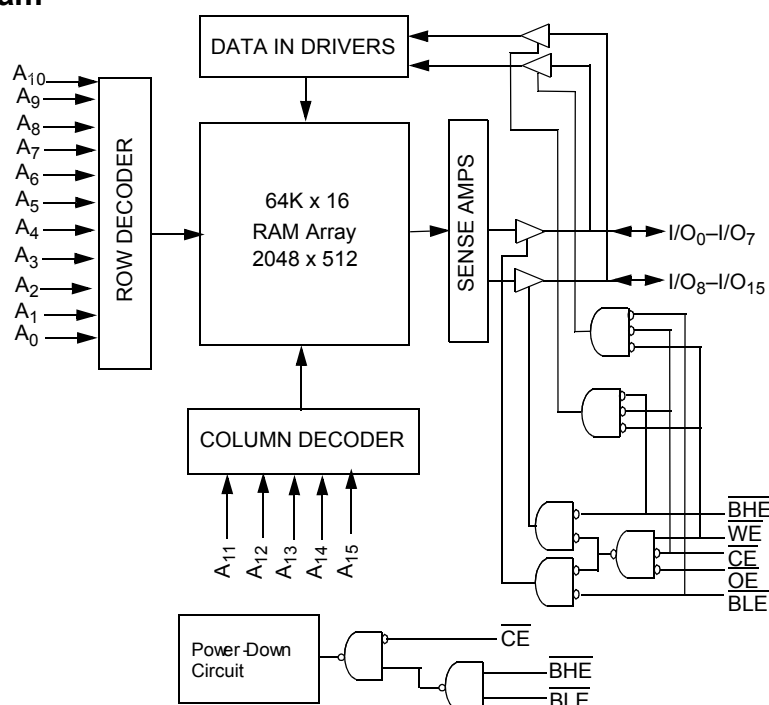 DATA IN DRIVERS
A10
A9
A8
A7
A6
A5
A4
A3
A2
A1
A0
ROW DECODER
64K x 16
RAM Array
2048 x 512
SENSE AMPS
I/O0–I/O7
I/O8–I/O15
COLUMN DECODER
A11
A12
A13
A14
A15
BHE
WE
CE
OE
BLE
Power-Down
Circuit
CE
BHE
BLE